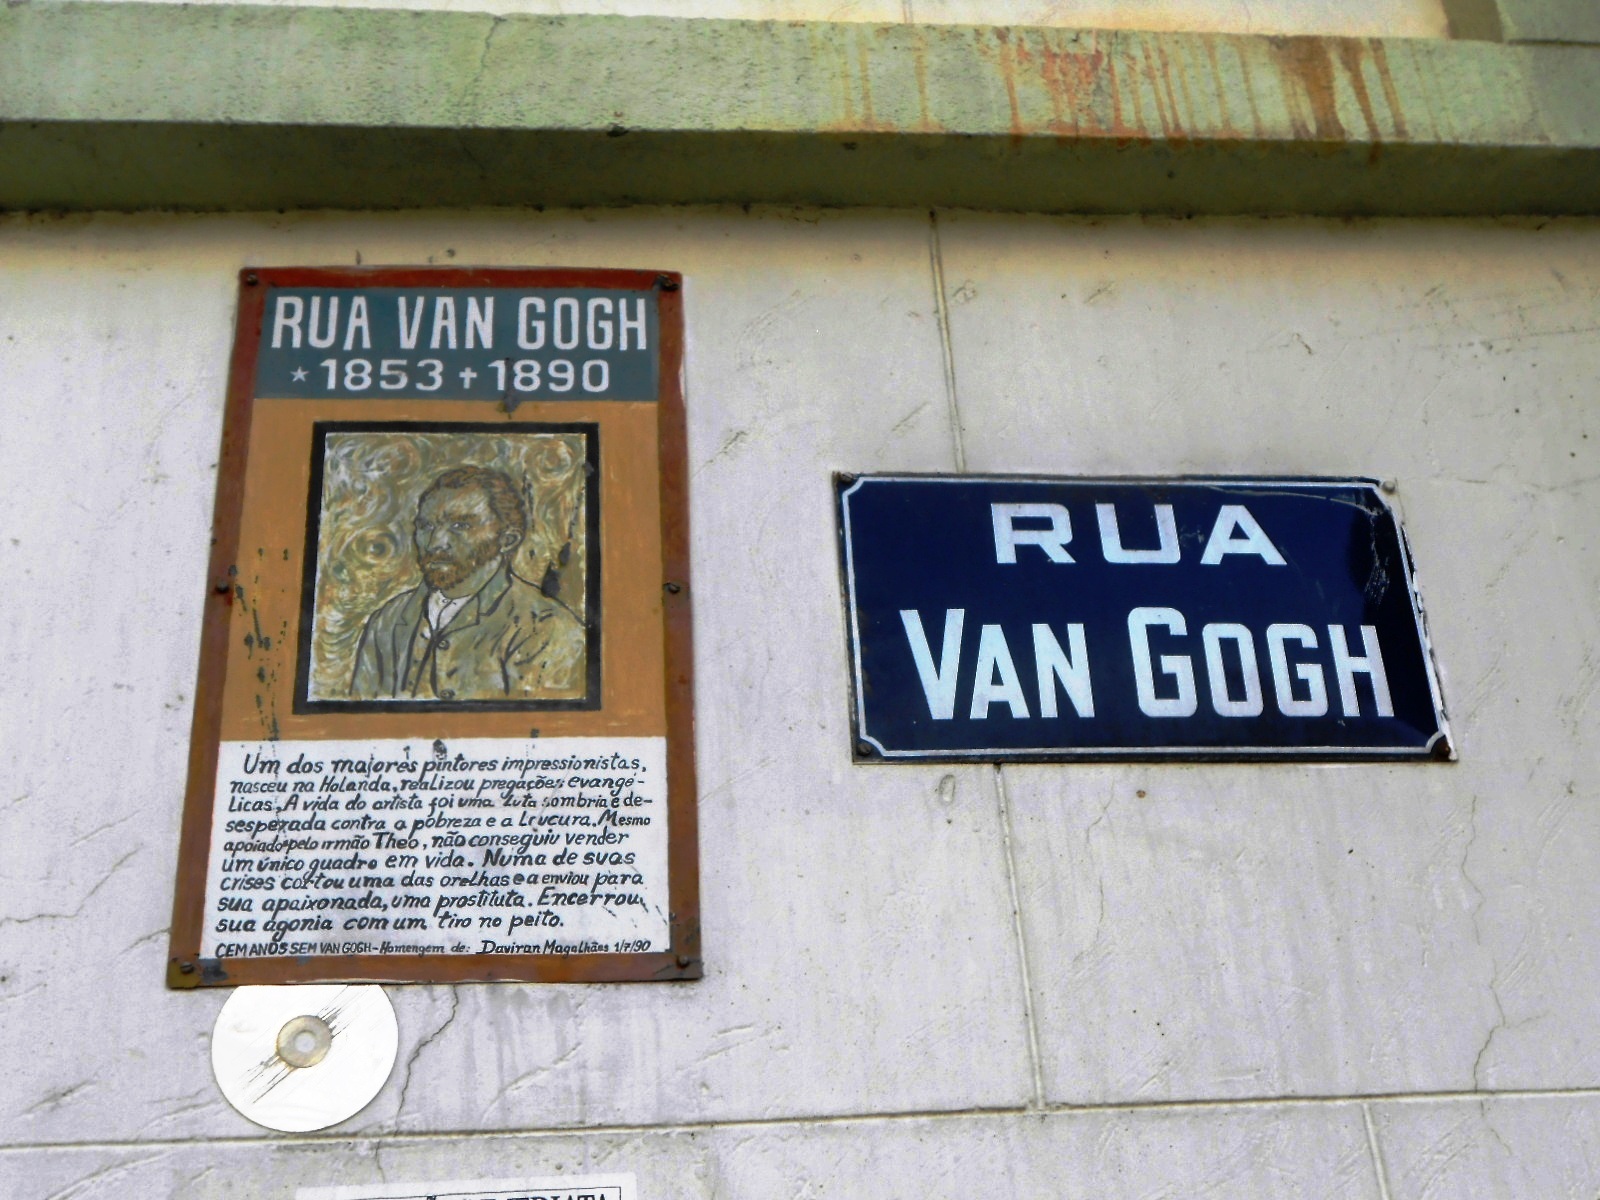 RUA VAN GOGH
* 1853 + 1890
Um dos majores pintores impressionistas,
nasceu na Holanda, realizou pregações evangé-
licas, A vida do artista foi uma luta sombria e de-
sesperada contra a pobreza e a Loucura. Mesmo
apoiado pelo irmão Theo, não conseguiu vender
um único quadro em vida. Numa de suas
crises cortou uma das orelhas e a enviou para
sua apaixonada, uma prostituta. Encerrou,
sua agonia com um tiro no peito.
CEM ANOS SEM VAN GOGH - Homengem de: Daviran Magalhães 1/7/90
RUA
VAN GOGH